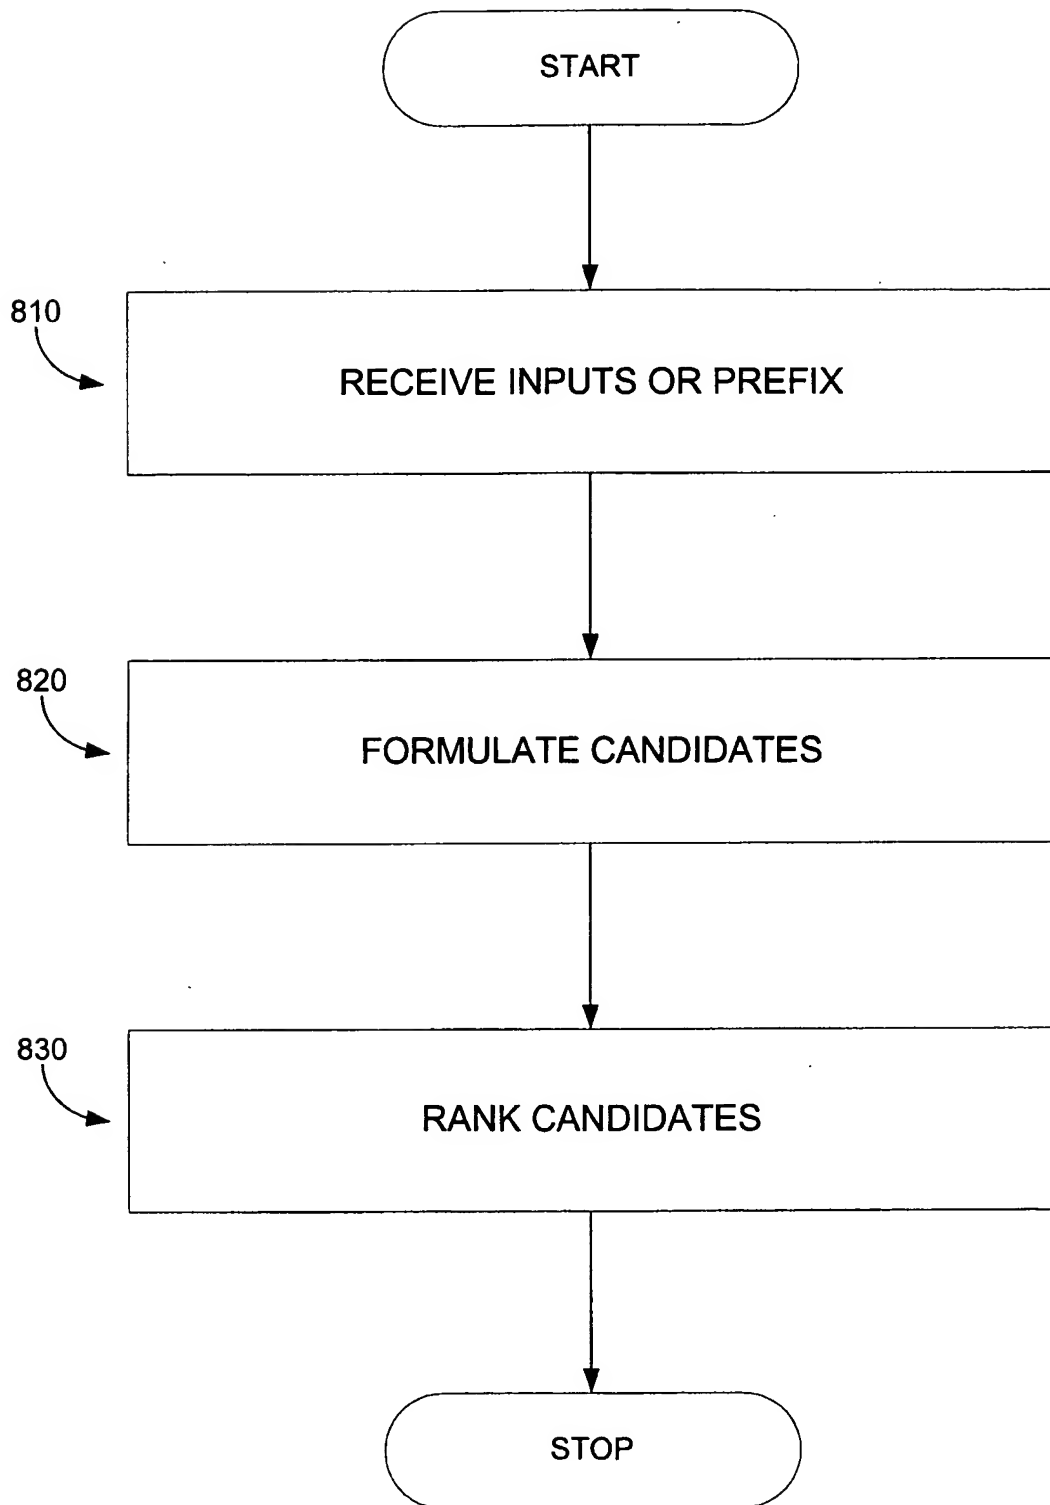 START
810
RECEIVE INPUTS OR PREFIX
820
FORMULATE CANDIDATES
830
RANK CANDIDATES
STOP